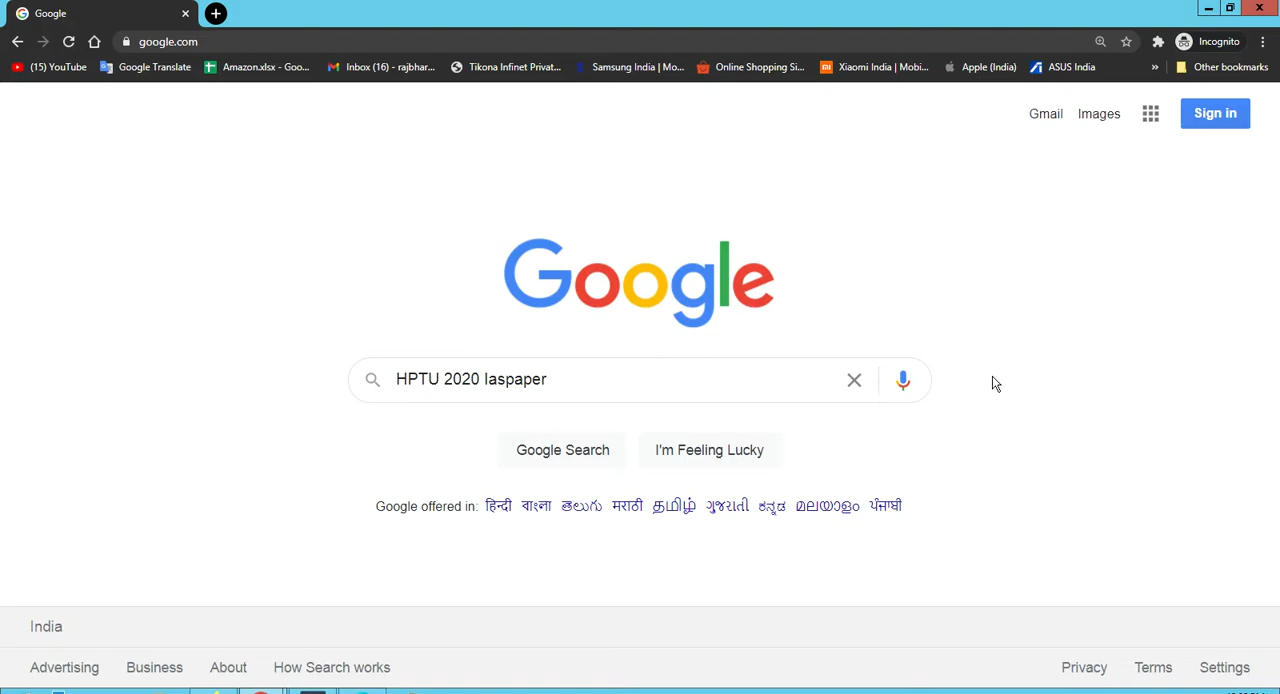 Google
google.com
Incognito
(15) YouTube Google Translate Amazon.xlsx - Goo... Inbox (16) - rajbhar... Tikona Infinet Privat... Samsung India | Mo... Online Shopping Si... Xiaomi India | Mobi... Apple (India) ASUS India » Other bookmarks
Gmail Images Sign in
Google
HPTU 2020 laspaper
Google Search I'm Feeling Lucky
Google offered in: हिन्दी বাংলা తెలుగు मराठी தமிழ் ગુજરાતી ಕನ್ನಡ മലയാളം ਪੰਜਾਬੀ
India
Advertising Business About How Search works Privacy Terms Settings